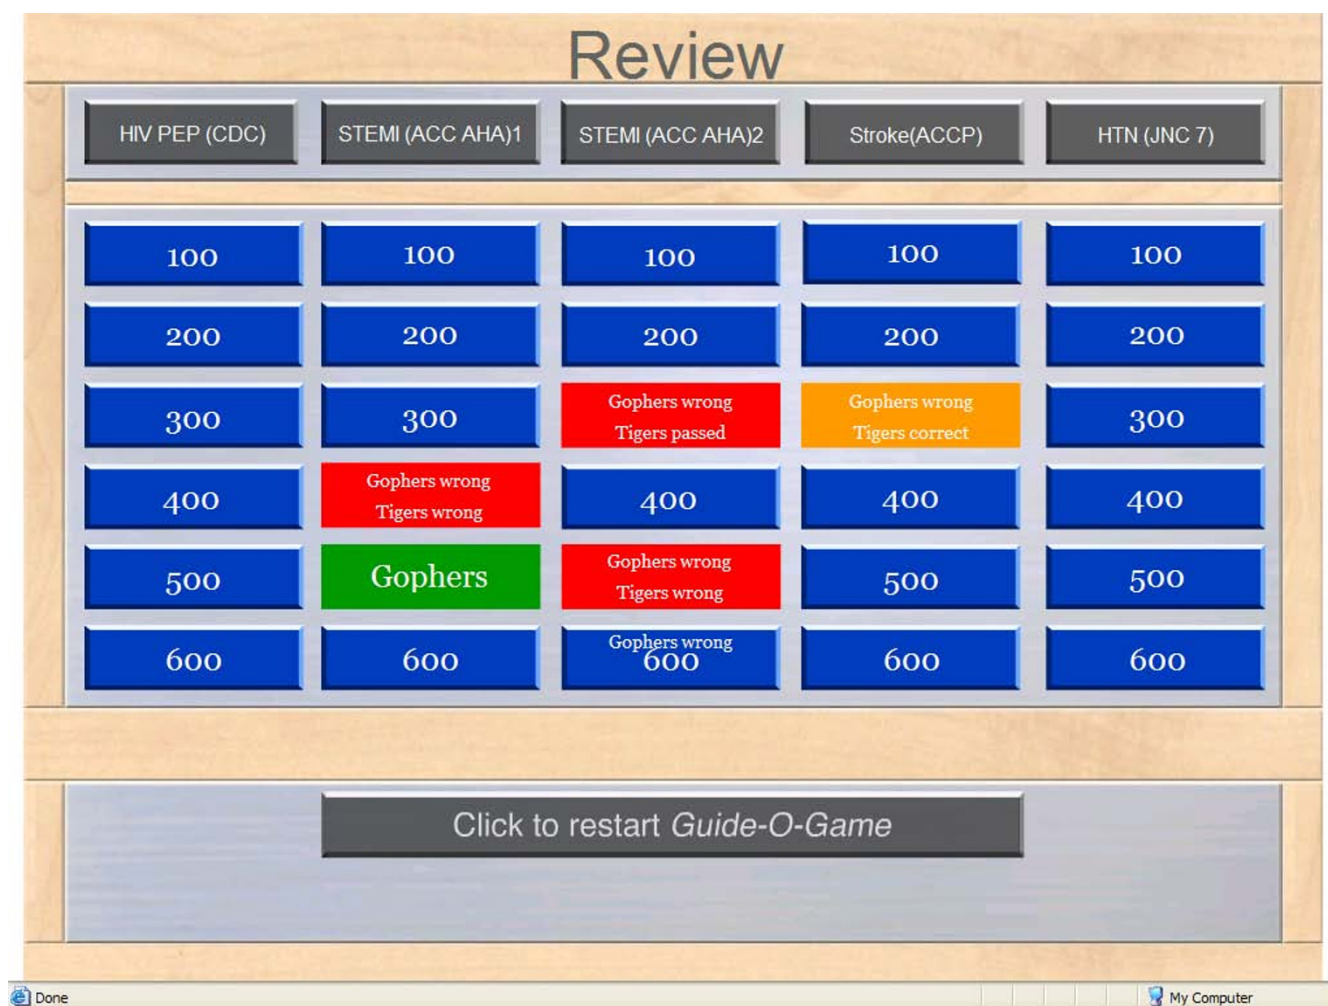 Review
HIV PEP (CDC)
STEMI (ACC AHA)1
STEMI (ACC AHA)2
Stroke(ACCP)
HTN (JNC 7)
100
100
100
100
100
200
200
200
200
200
300
300
Gophers wrong
Tigers passed
Gophers wrong
Tigers correct
300
400
Gophers wrong
Tigers wrong
400
400
400
500
Gophers
Gophers wrong
Tigers wrong
500
500
600
600
Gophers wrong
600
600
600
Click to restart Guide-O-Game
Done
My Computer